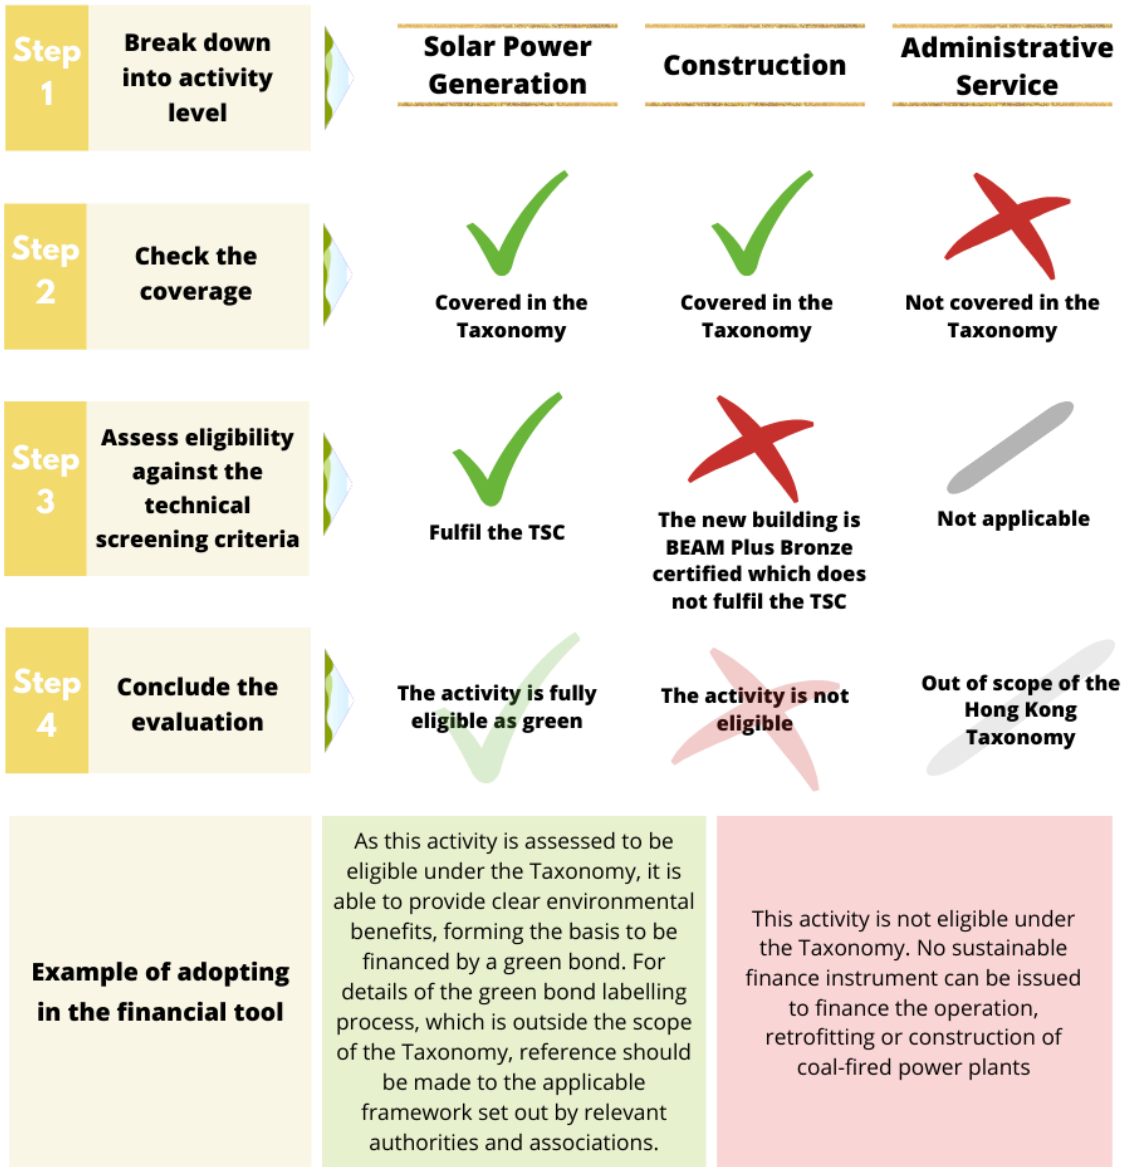 Step
1
Break down
into activity
level
Solar Power
Generation
Construction
Administrative
Service
Step
2
Check the
coverage
Covered in the
Taxonomy
Covered in the
Taxonomy
Not covered in the
Taxonomy
Step
3
Assess eligibility
against the
technical
screening criteria
Fulfil the TSC
The new building is
BEAM Plus Bronze
certified which does
not fulfil the TSC
Not applicable
Step
4
Conclude the
evaluation
The activity is fully
eligible as green
The activity is not
eligible
Out of scope of the
Hong Kong
Taxonomy
Example of adopting
in the financial tool
As this activity is assessed to be
eligible under the Taxonomy, it is
able to provide clear environmental
benefits, forming the basis to be
financed by a green bond. For
details of the green bond labelling
process, which is outside the scope
of the Taxonomy, reference should
be made to the applicable
framework set out by relevant
authorities and associations.
This activity is not eligible under
the Taxonomy. No sustainable
finance instrument can be issued
to finance the operation,
retrofitting or construction of
coal-fired power plants